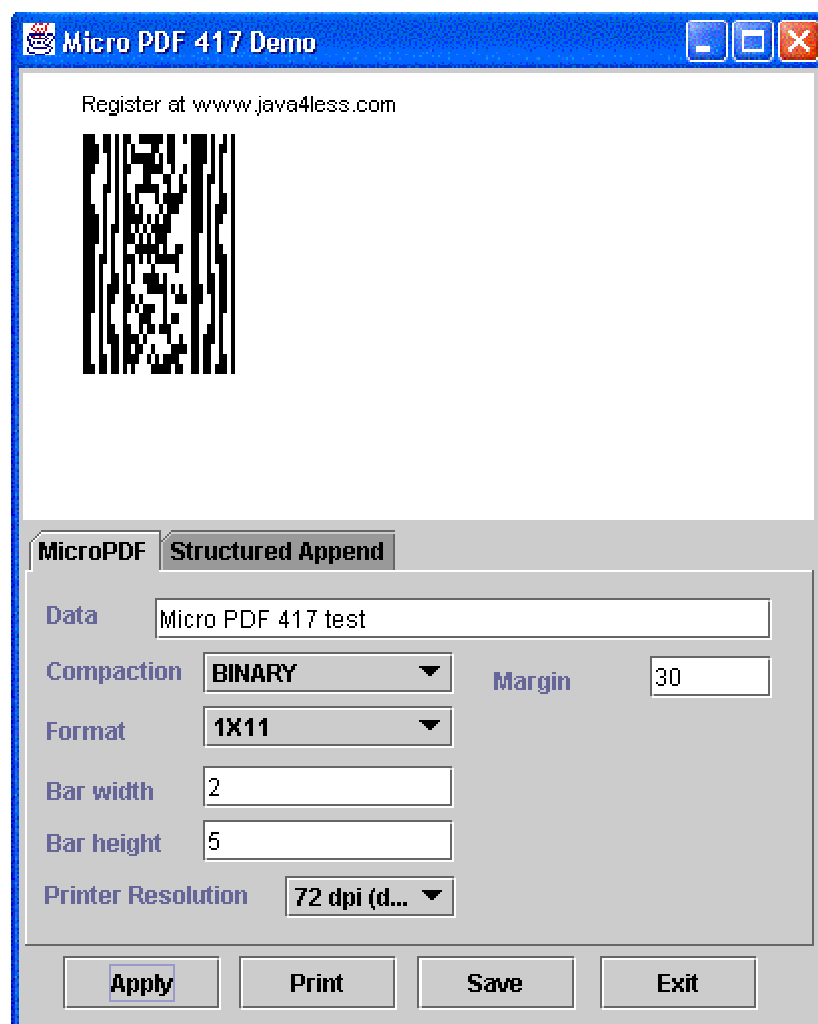 Micro PDF 417 Demo
Register at www.java4less.com
MicroPDF Structured Append
Data Micro PDF 417 test
Compaction BINARY Margin 30
Format 1X11
Bar width 2
Bar height 5
Printer Resolution 72 dpi (d...
Apply Print Save Exit